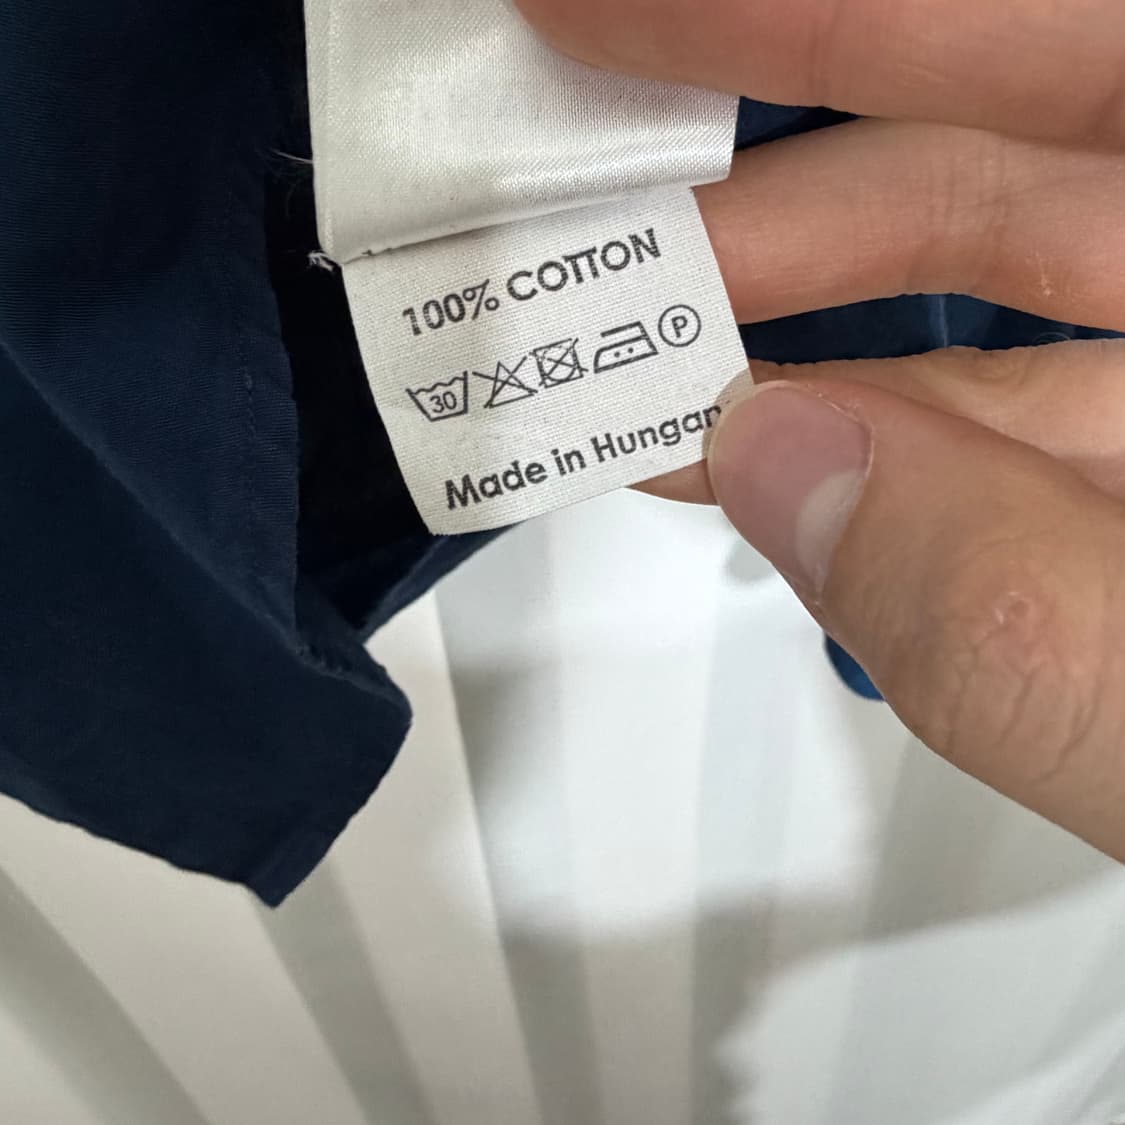 100% COTTON
30 P
Made in Hungar